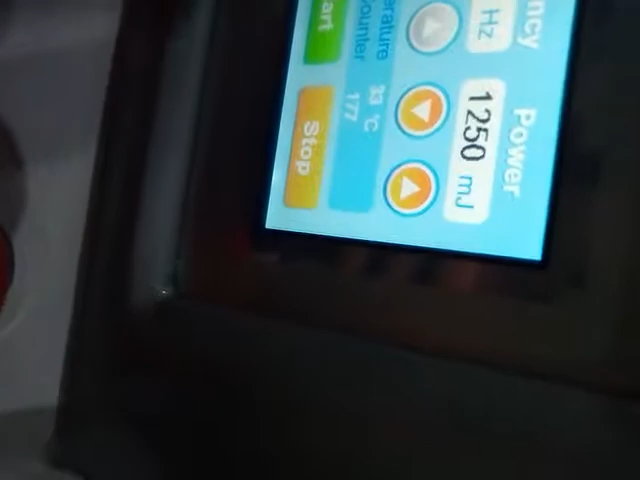 ncy Power
Hz 1250 mJ
erature 33 °C
ounter 177
art Stop